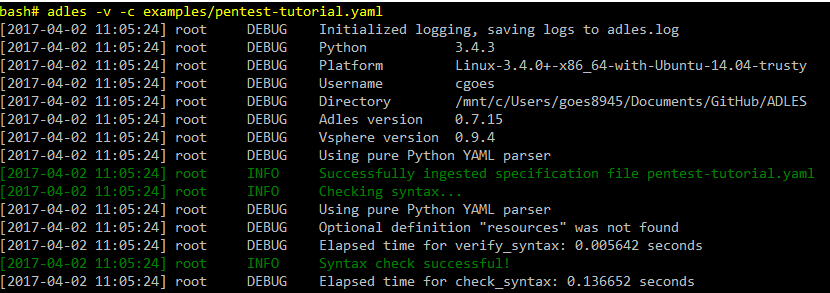 bash# adles -v -c examples/pentest-tutorial.yaml
[2017-04-02 11:05:24] root DEBUG Initialized logging, saving logs to adles.log
[2017-04-02 11:05:24] root DEBUG Python 3.4.3
[2017-04-02 11:05:24] root DEBUG Platform Linux-3.4.0+-x86_64-with-Ubuntu-14.04-trusty
[2017-04-02 11:05:24] root DEBUG Username cgoes
[2017-04-02 11:05:24] root DEBUG Directory /mnt/c/Users/goes8945/Documents/GitHub/ADLES
[2017-04-02 11:05:24] root DEBUG Adles version 0.7.15
[2017-04-02 11:05:24] root DEBUG Vsphere version 0.9.4
[2017-04-02 11:05:24] root DEBUG Using pure Python YAML parser
[2017-04-02 11:05:24] root INFO Successfully ingested specification file pentest-tutorial.yaml
[2017-04-02 11:05:24] root INFO Checking syntax...
[2017-04-02 11:05:24] root DEBUG Using pure Python YAML parser
[2017-04-02 11:05:24] root DEBUG Optional definition "resources" was not found
[2017-04-02 11:05:24] root DEBUG Elapsed time for verify_syntax: 0.005642 seconds
[2017-04-02 11:05:24] root INFO Syntax check successful!
[2017-04-02 11:05:24] root DEBUG Elapsed time for check_syntax: 0.136652 seconds